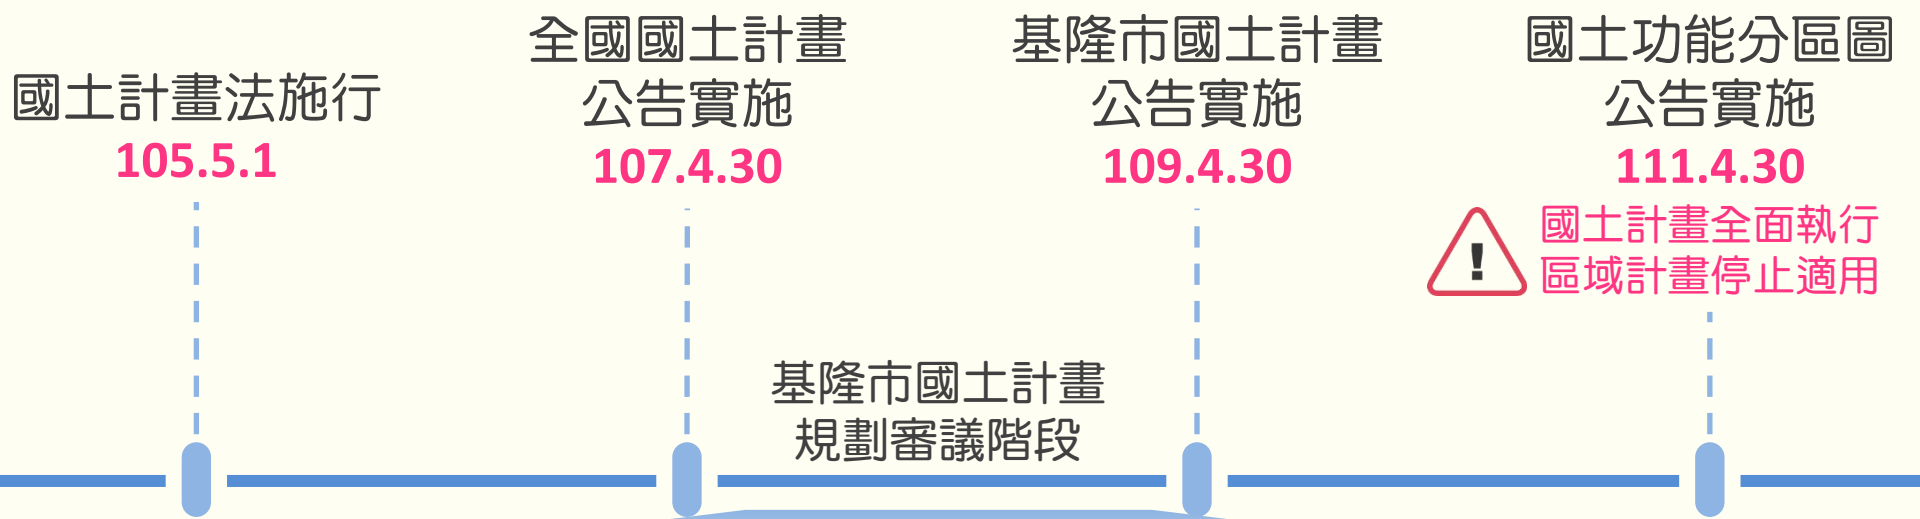 國土計畫法施行
105.5.1
全國國土計畫
公告實施
107.4.30
基隆市國土計畫
規劃審議階段
基隆市國土計畫
公告實施
109.4.30
國土功能分區圖
公告實施
111.4.30
國土計畫全面執行
區域計畫停止適用